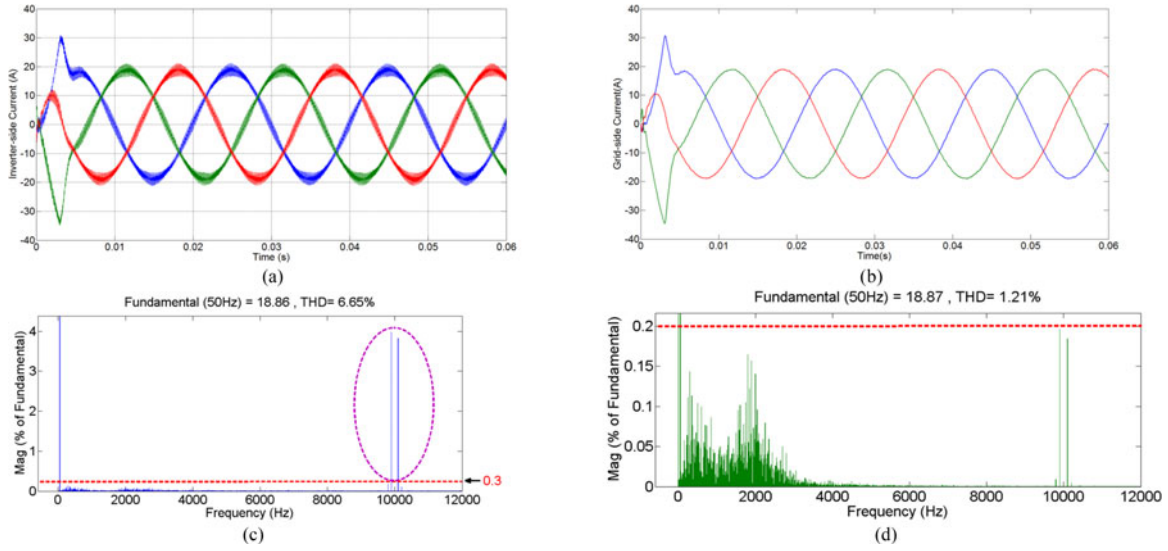 40
30
20
10
0
-10
-20
-30
-40
Inverter-side Current (A)
0 0.01 0.02 0.03 0.04 0.05 0.06
Time (s)
(a)
40
30
20
10
0
-10
-20
-30
-40
Grid-side Current(A)
0 0.01 0.02 0.03 0.04 0.05 0.06
Time(s)
(b)
Fundamental (50Hz) = 18.86 , THD= 6.65%
4
3
2
1
0
Mag (% of Fundamental)
0.3
0 2000 4000 6000 8000 10000 12000
Frequency (Hz)
(c)
Fundamental (50Hz) = 18.87 , THD= 1.21%
0.2
0.15
0.1
0.05
0
Mag (% of Fundamental)
0 2000 4000 6000 8000 10000 12000
Frequency (Hz)
(d)